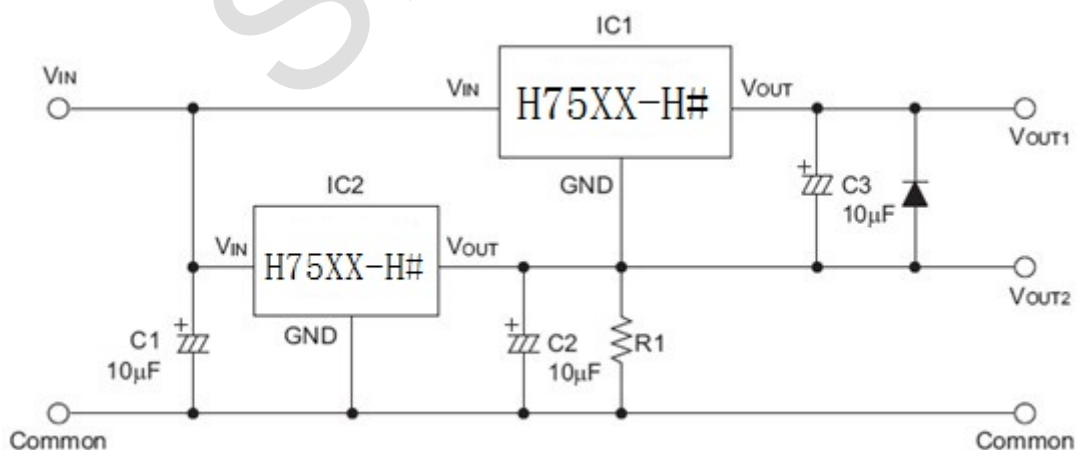 IC1
VIN
VIN
H75XX-H#
VOUT
VOUT1
GND
C3
10μF
IC2
VIN
H75XX-H#
VOUT
VOUT2
GND
C1
10μF
C2
10μF
R1
Common
Common